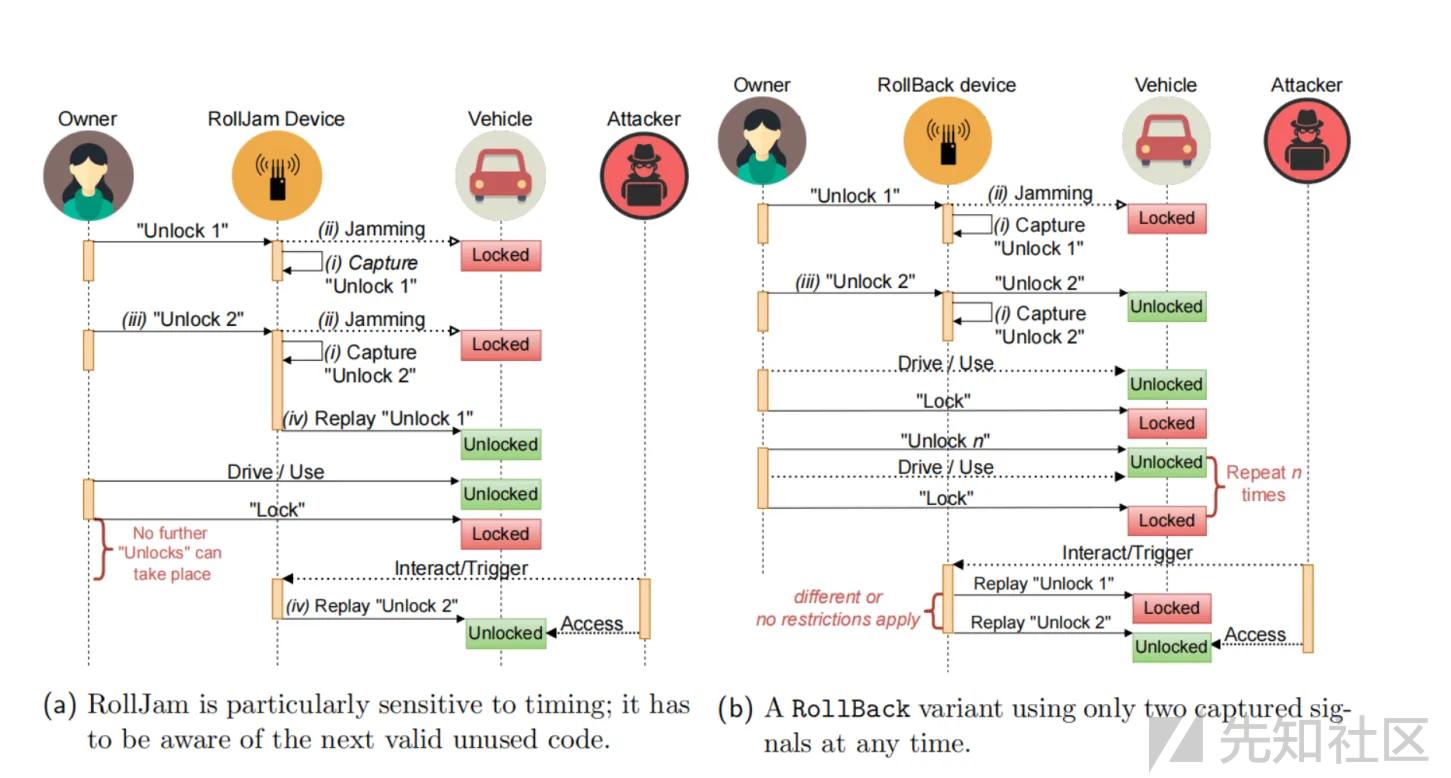 Owner
RollJam Device
Vehicle
Attacker
"Unlock 1"
(ii) Jamming
Locked
(i) Capture
"Unlock 1"
(iii) "Unlock 2"
(ii) Jamming
Locked
(i) Capture
"Unlock 2"
(iv) Replay "Unlock 1"
Unlocked
Drive / Use
Unlocked
"Lock"
Locked
No further
"Unlocks" can
take place
Interact/Trigger
(iv) Replay "Unlock 2"
Unlocked
Access
(a) RollJam is particularly sensitive to timing; it has
to be aware of the next valid unused code.
Owner
RollBack device
Vehicle
Attacker
"Unlock 1"
(ii) Jamming
Locked
(i) Capture
"Unlock 1"
(iii) "Unlock 2"
"Unlock 2"
Unlocked
(i) Capture
"Unlock 2"
Drive / Use
Unlocked
"Lock"
Locked
"Unlock n"
Unlocked
Drive / Use
Repeat n
times
"Lock"
Locked
Interact/Trigger
different or
no restrictions apply
Replay "Unlock 1"
Locked
Replay "Unlock 2"
Unlocked
Access
(b) A RollBack variant using only two captured sig-
nals at any time.
先知社区